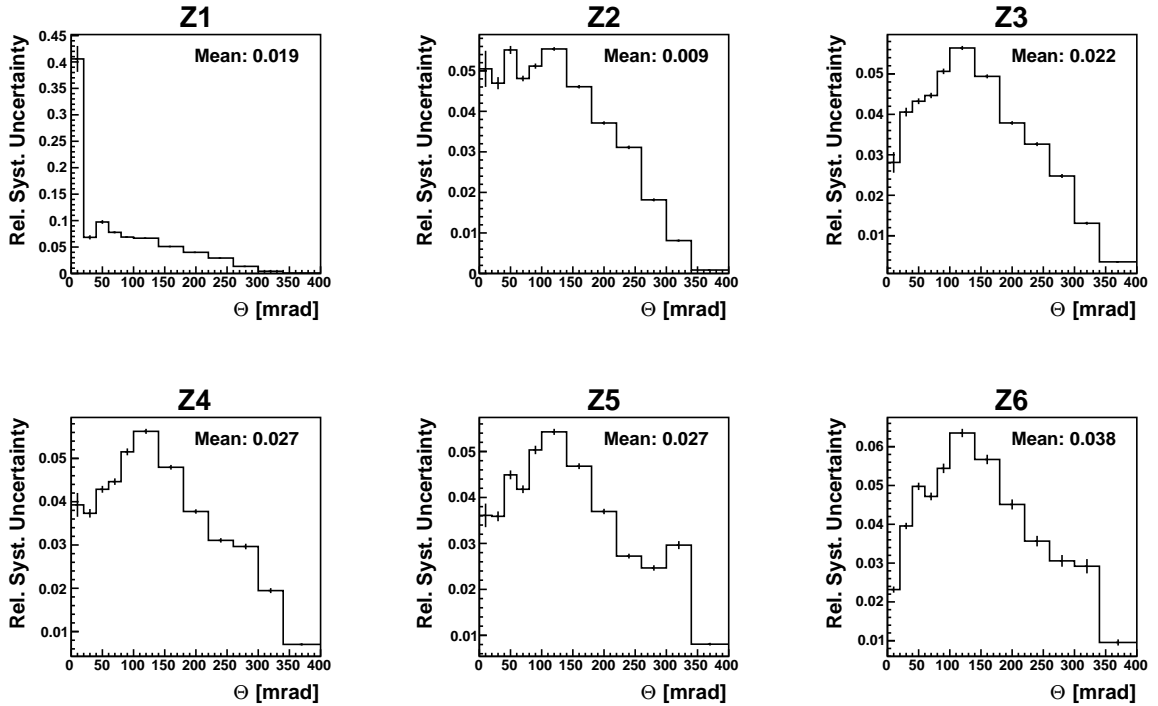 Z1
Rel. Syst. Uncertainty
Mean: 0.019
0.45
0.4
0.35
0.3
0.25
0.2
0.15
0.1
0.05
0
0 50 100 150 200 250 300 350 400
Θ [mrad]
Z2
Rel. Syst. Uncertainty
Mean: 0.009
0.05
0.04
0.03
0.02
0.01
0
0 50 100 150 200 250 300 350 400
Θ [mrad]
Z3
Rel. Syst. Uncertainty
Mean: 0.022
0.05
0.04
0.03
0.02
0.01
0 50 100 150 200 250 300 350 400
Θ [mrad]
Z4
Rel. Syst. Uncertainty
Mean: 0.027
0.05
0.04
0.03
0.02
0.01
0 50 100 150 200 250 300 350 400
Θ [mrad]
Z5
Rel. Syst. Uncertainty
Mean: 0.027
0.05
0.04
0.03
0.02
0.01
0 50 100 150 200 250 300 350 400
Θ [mrad]
Z6
Rel. Syst. Uncertainty
Mean: 0.038
0.06
0.05
0.04
0.03
0.02
0.01
0 50 100 150 200 250 300 350 400
Θ [mrad]